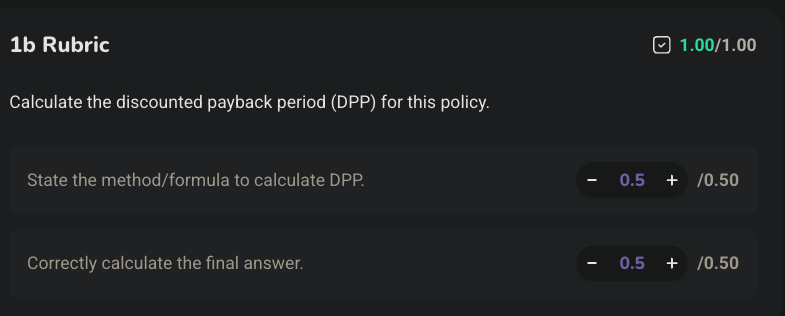 1b Rubric 1.00/1.00
Calculate the discounted payback period (DPP) for this policy.
State the method/formula to calculate DPP. - 0.5 + /0.50
Correctly calculate the final answer. - 0.5 + /0.50